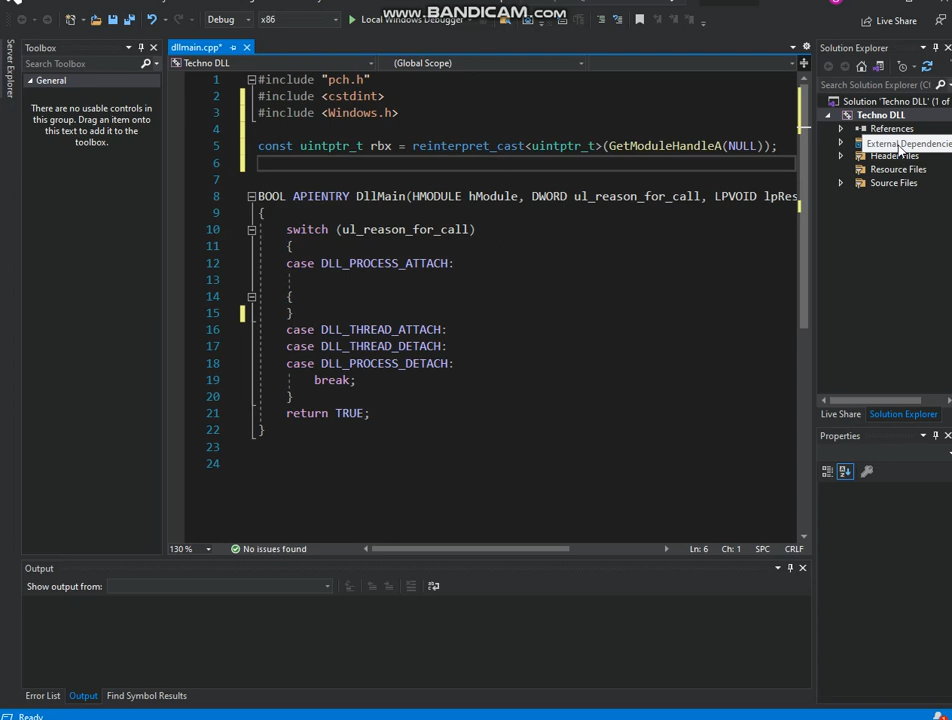 www.BANDICAM.com
Debug x86 Local Windows Debugger Live Share
Server Explorer
Toolbox
Search Toolbox
General
There are no usable controls in
this group. Drag an item onto
this text to add it to the
toolbox.
dllmain.cpp*
Techno DLL (Global Scope)
1 #include "pch.h"
2 #include <cstdint>
3 #include <Windows.h>
4
5 const uintptr_t rbx = reinterpret_cast<uintptr_t>(GetModuleHandleA(NULL));
6
7
8 BOOL APIENTRY DllMain(HMODULE hModule, DWORD ul_reason_for_call, LPVOID lpRes
9 {
10 switch (ul_reason_for_call)
11 {
12 case DLL_PROCESS_ATTACH:
13
14 {
15 }
16 case DLL_THREAD_ATTACH:
17 case DLL_THREAD_DETACH:
18 case DLL_PROCESS_DETACH:
19 break;
20 }
21 return TRUE;
22 }
23
24
130 % No issues found Ln: 6 Ch: 1 SPC CRLF
Solution Explorer
Search Solution Explorer (Ct
Solution 'Techno DLL' (1 of
Techno DLL
References
External Dependencie
Header Files
Resource Files
Source Files
Live Share Solution Explorer
Properties
Output
Show output from:
Error List Output Find Symbol Results
Ready